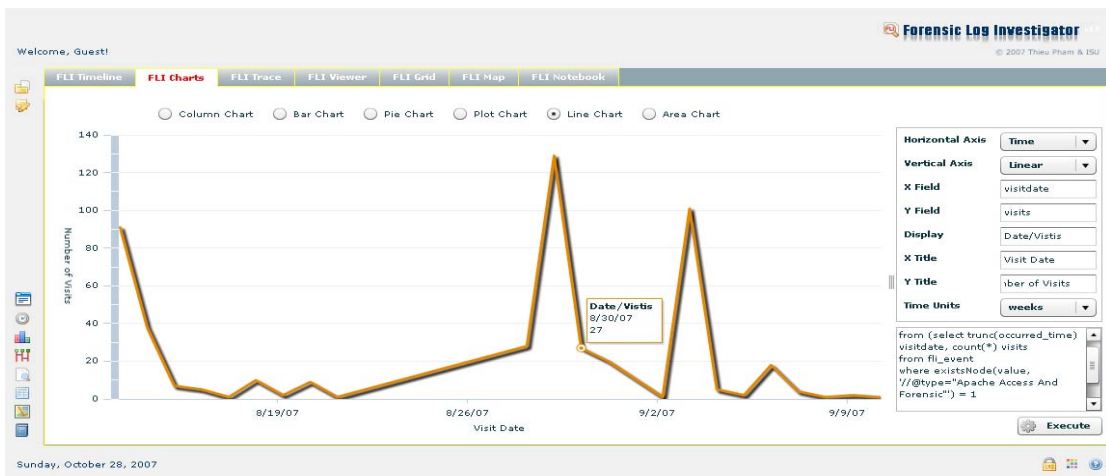 Forensic Log Investigator
Welcome, Guest!
© 2007 Thieu Pham & ISU
FLI Timeline
FLI Charts
FLI Trace
FLI Viewer
FLI Grid
FLI Map
FLI Notebook
Column Chart
Bar Chart
Pie Chart
Plot Chart
Line Chart
Area Chart
140
120
100
80
60
40
20
0
Number of Visits
Date/Vistis
8/30/07
27
8/19/07
8/26/07
9/2/07
9/9/07
Visit Date
Horizontal Axis Time
Vertical Axis Linear
X Field visitdate
Y Field visits
Display Date/Vistis
X Title Visit Date
Y Title ıber of Visits
Time Units weeks
from (select trunc(occurred_time)
visitdate, count(*) visits
from fli_event
where existsNode(value,
'//@type="Apache Access And
Forensic"') = 1
Execute
Sunday, October 28, 2007